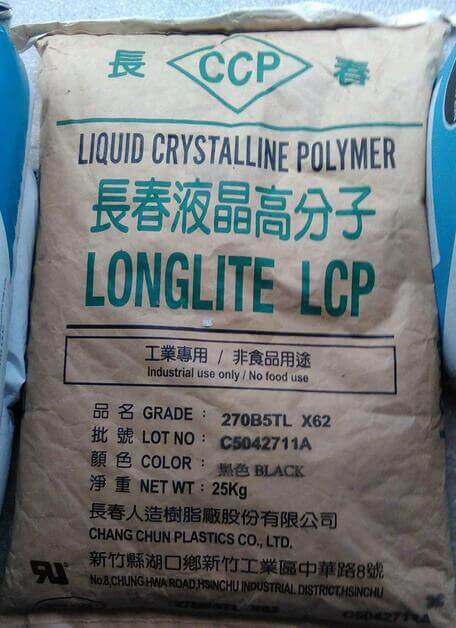 長 CCP 春
LIQUID CRYSTALLINE POLYMER
長春液晶高分子
LONGLITE LCP
工業專用 / 非食品用途
Industrial use only / No food use
品 名 GRADE : 270B5TL X62
批 號 LOT NO : C5042711A
顏 色 COLOR : 黑色 BLACK
淨 重 NET WT : 25Kg
長春人造樹脂廠股份有限公司
CHANG CHUN PLASTICS CO., LTD.
新竹縣湖口鄉新竹工業區中華路8號
No.8,CHUNG HWA ROAD,HSINCHU INDUSTRIAL DISTRICT,HSINCHU
270B5TL X62 C5042711A